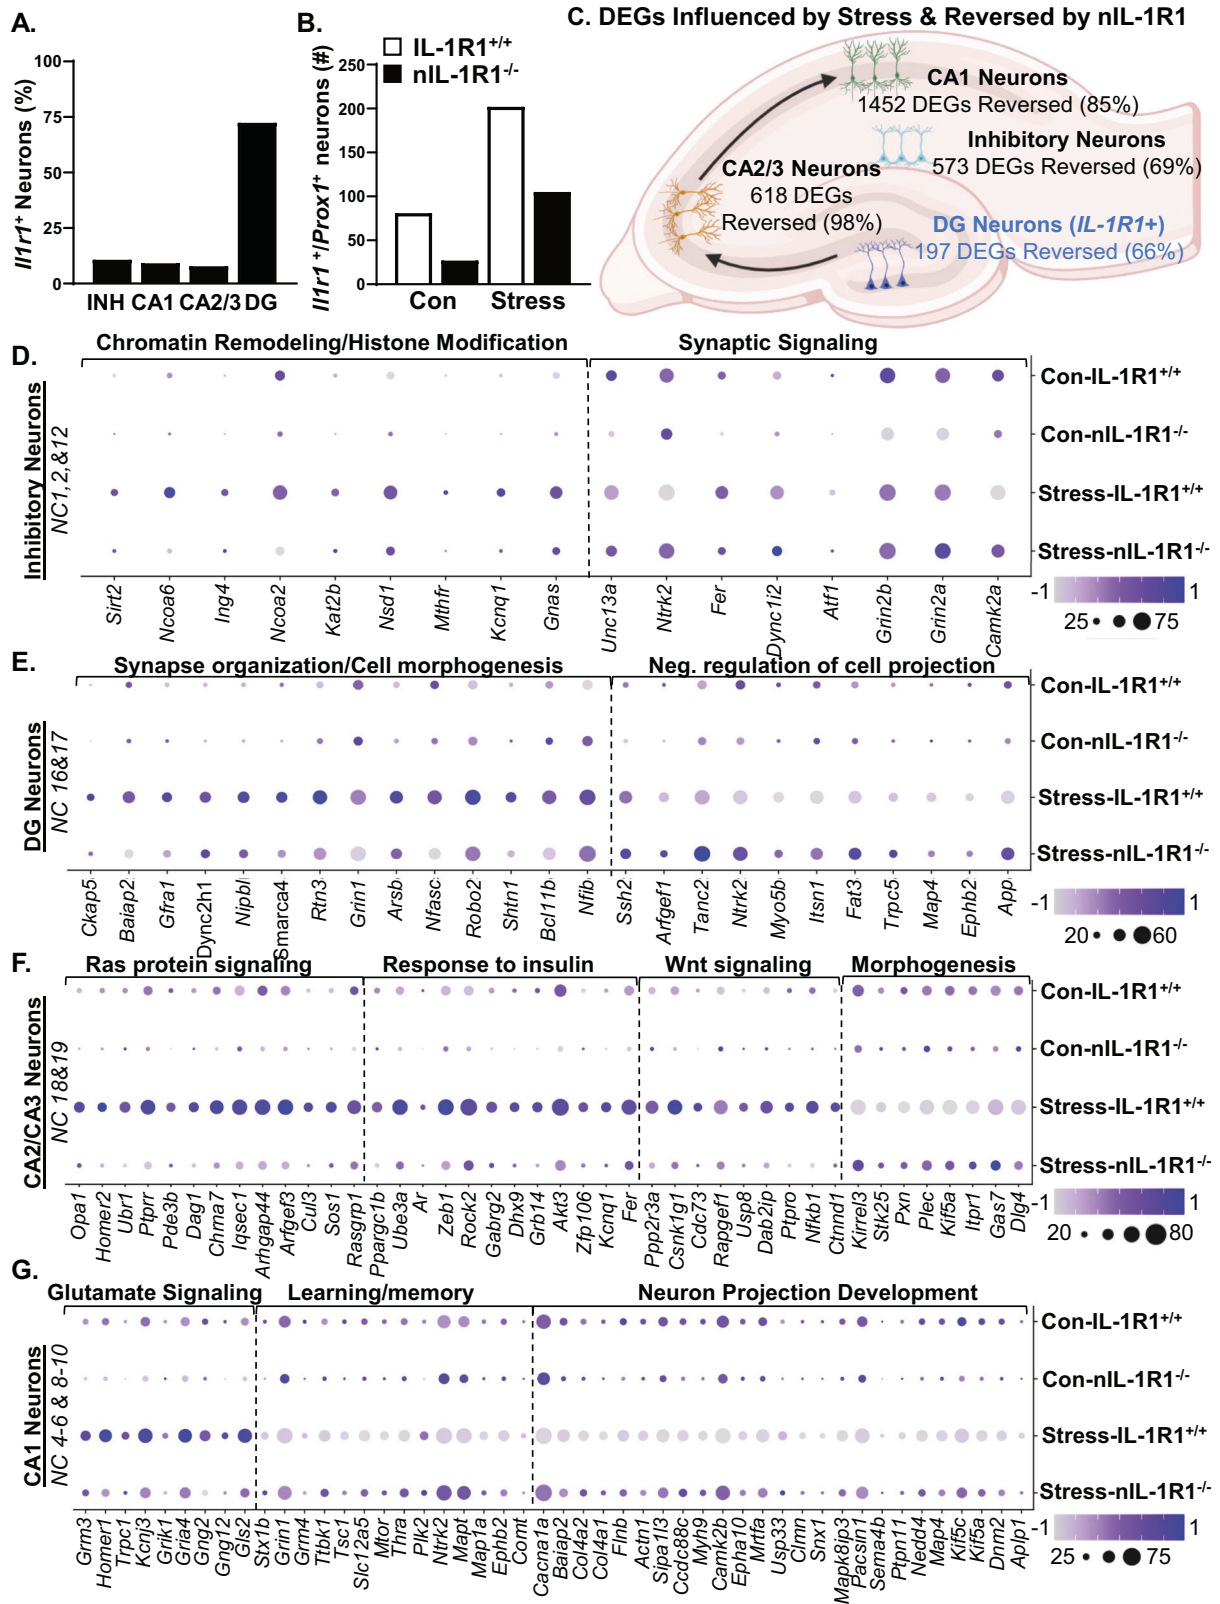 A.
Il1r1+ Neurons (%)
100
75
50
25
0
INH CA1 CA2/3 DG
B.
IL-1R1+/+
nIL-1R1-/-
Il1r1+/Prox1+ neurons (#)
250
200
150
100
50
0
Con Stress
C. DEGs Influenced by Stress & Reversed by nIL-1R1
CA1 Neurons
1452 DEGs Reversed (85%)
Inhibitory Neurons
573 DEGs Reversed (69%)
CA2/3 Neurons
618 DEGs
Reversed (98%)
DG Neurons (IL-1R1+)
197 DEGs Reversed (66%)
D.
Chromatin Remodeling/Histone Modification Synaptic Signaling
Inhibitory Neurons
NC1,2,&12
Con-IL-1R1+/+
Con-nIL-1R1-/-
Stress-IL-1R1+/+
Stress-nIL-1R1-/-
Sirt2 Ncoa6 Ing4 Ncoa2 Kat2b Nsd1 Mthfr Kcnq1 Gnas Unc13a Ntrk2 Fer Dync1i2 Atf1 Grin2b Grin2a Camk2a
-1 1
25 75
E.
Synapse organization/Cell morphogenesis Neg. regulation of cell projection
DG Neurons
NC 16&17
Con-IL-1R1+/+
Con-nIL-1R1-/-
Stress-IL-1R1+/+
Stress-nIL-1R1-/-
Ckap5 Baiap2 Gfra1 Dync2h1 Nipbl Smarca4 Rtn3 Grin1 Arsb Nfasc Robo2 Shtn1 Bcl11b Nfib Ssh2 Arfgef1 Tanc2 Ntrk2 Myo5b Itsn1 Fat3 Trpc5 Map4 Ephb2 App
-1 1
20 60
F.
Ras protein signaling Response to insulin Wnt signaling Morphogenesis
CA2/CA3 Neurons
NC 18&19
Con-IL-1R1+/+
Con-nIL-1R1-/-
Stress-IL-1R1+/+
Stress-nIL-1R1-/-
Opa1 Homer2 Ubr1 Ptprr Pde3b Dag1 Chrna7 Iqsec1 Arhgap44 Arfgef3 Cul3 Sos1 Rasgrp1 Ppargc1b Ube3a Ar Zeb1 Rock2 Gabrg2 Dhx9 Grb14 Akt3 Zfp106 Kcnq1 Fer Ppp2r3a Csnk1g1 Cdc73 Rapgef1 Usp8 Dab2ip Ptpro Nfkb1 Ctnnd1 Kirrel3 Stk25 Pxn Plec Kif5a Itpr1 Gas7 Dlg4
-1 1
20 80
G.
Glutamate Signaling Learning/memory Neuron Projection Development
CA1 Neurons
NC 4-6 & 8-10
Con-IL-1R1+/+
Con-nIL-1R1-/-
Stress-IL-1R1+/+
Stress-nIL-1R1-/-
Grm3 Homer1 Trpc1 Kcnj3 Grik1 Gria4 Gng2 Gng12 Gls2 Stx1b Grin1 Grm4 Ttbk1 Tsc1 Slc12a5 Mtor Thra Plk2 Ntrk2 Mapt Map1a Ephb2 Comt Cacna1a Baiap2 Col4a2 Col4a1 Flnb Actn1 Sipa1l3 Ccdc88c Myh9 Camk2b Epha10 Mrtfa Usp33 Clmn Snx1 Mapk8ip3 Pacsin1 Sema4b Ptpn11 Nedd4 Map4 Kif5c Kif5a Dnm2 Aplp1
-1 1
25 75